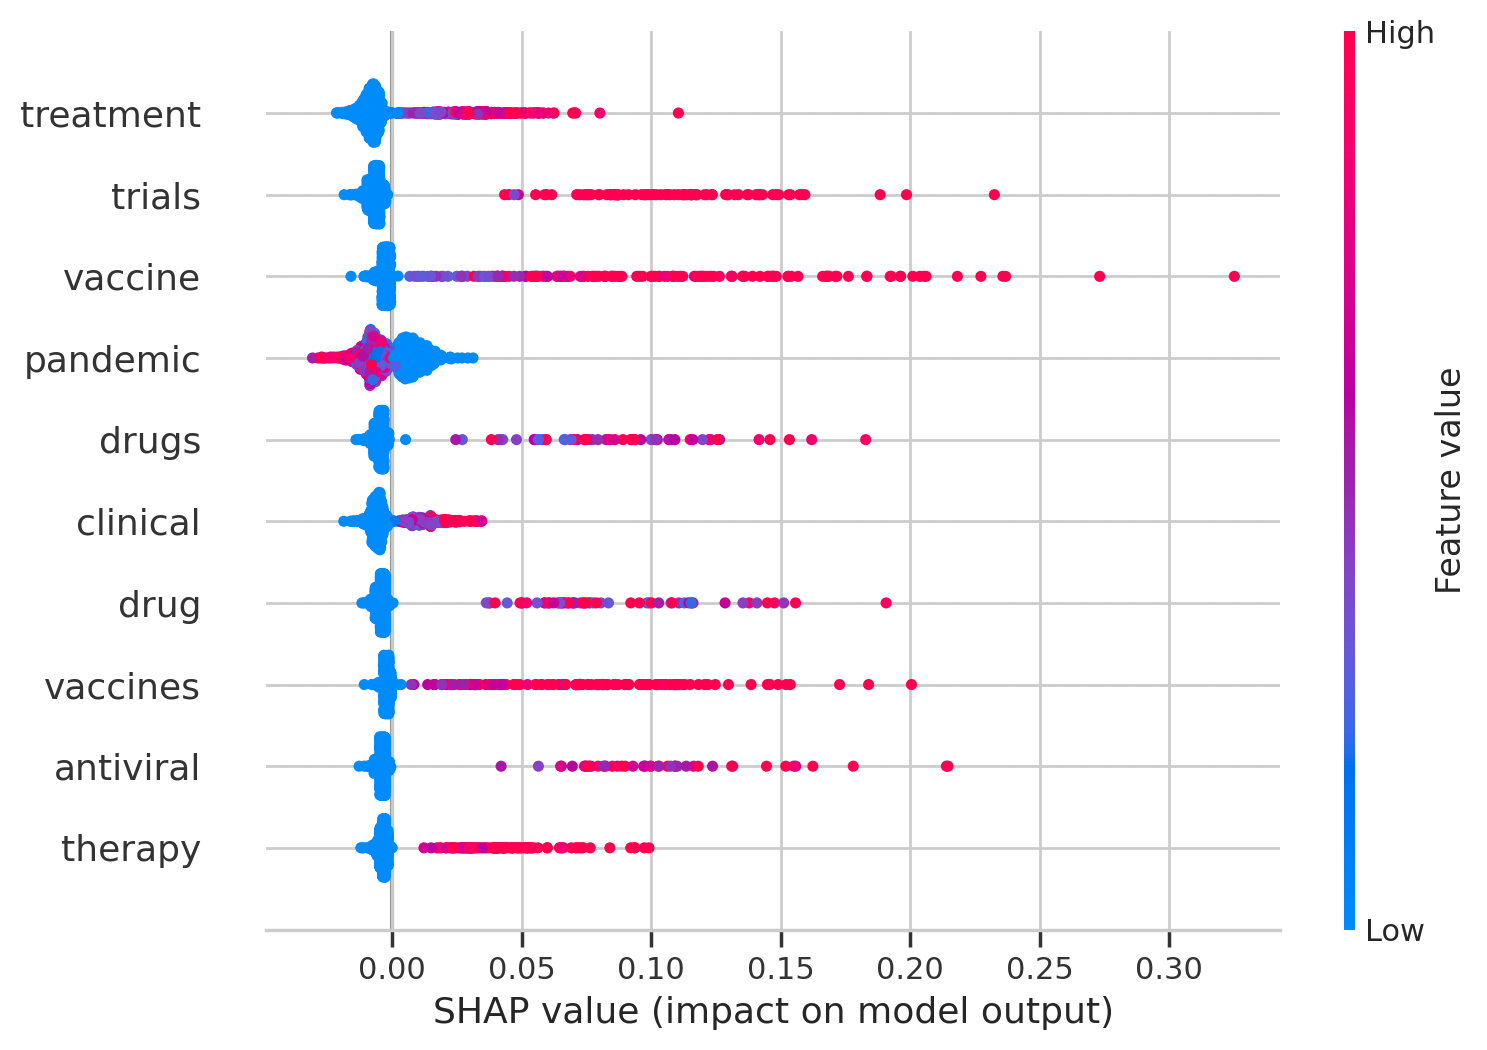 High
treatment
trials
vaccine
pandemic
drugs
clinical
drug
vaccines
antiviral
therapy
Feature value
Low
0.00 0.05 0.10 0.15 0.20 0.25 0.30
SHAP value (impact on model output)